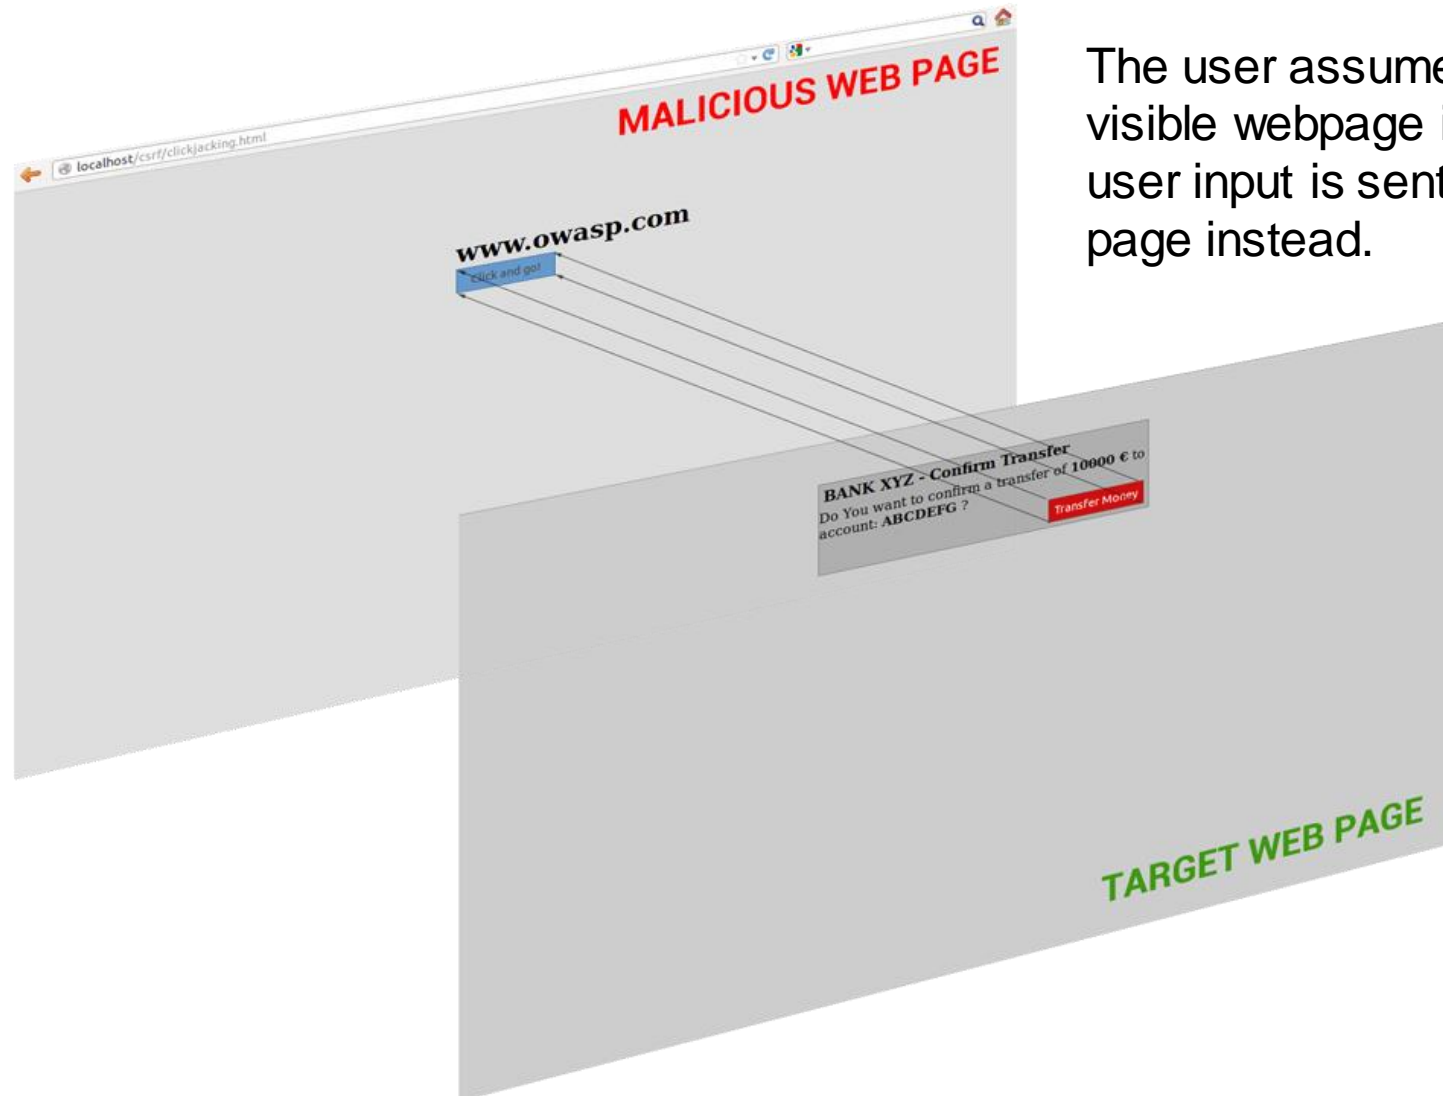 localhost/csrf/clickjacking.html
MALICIOUS WEB PAGE
The user assume
visible webpage i
user input is sent
page instead.
www.owasp.com
Click and go!
BANK XYZ - Confirm Transfer
Do You want to confirm a transfer of 10000 € to
account: ABCDEFG ?
Transfer Money
TARGET WEB PAGE